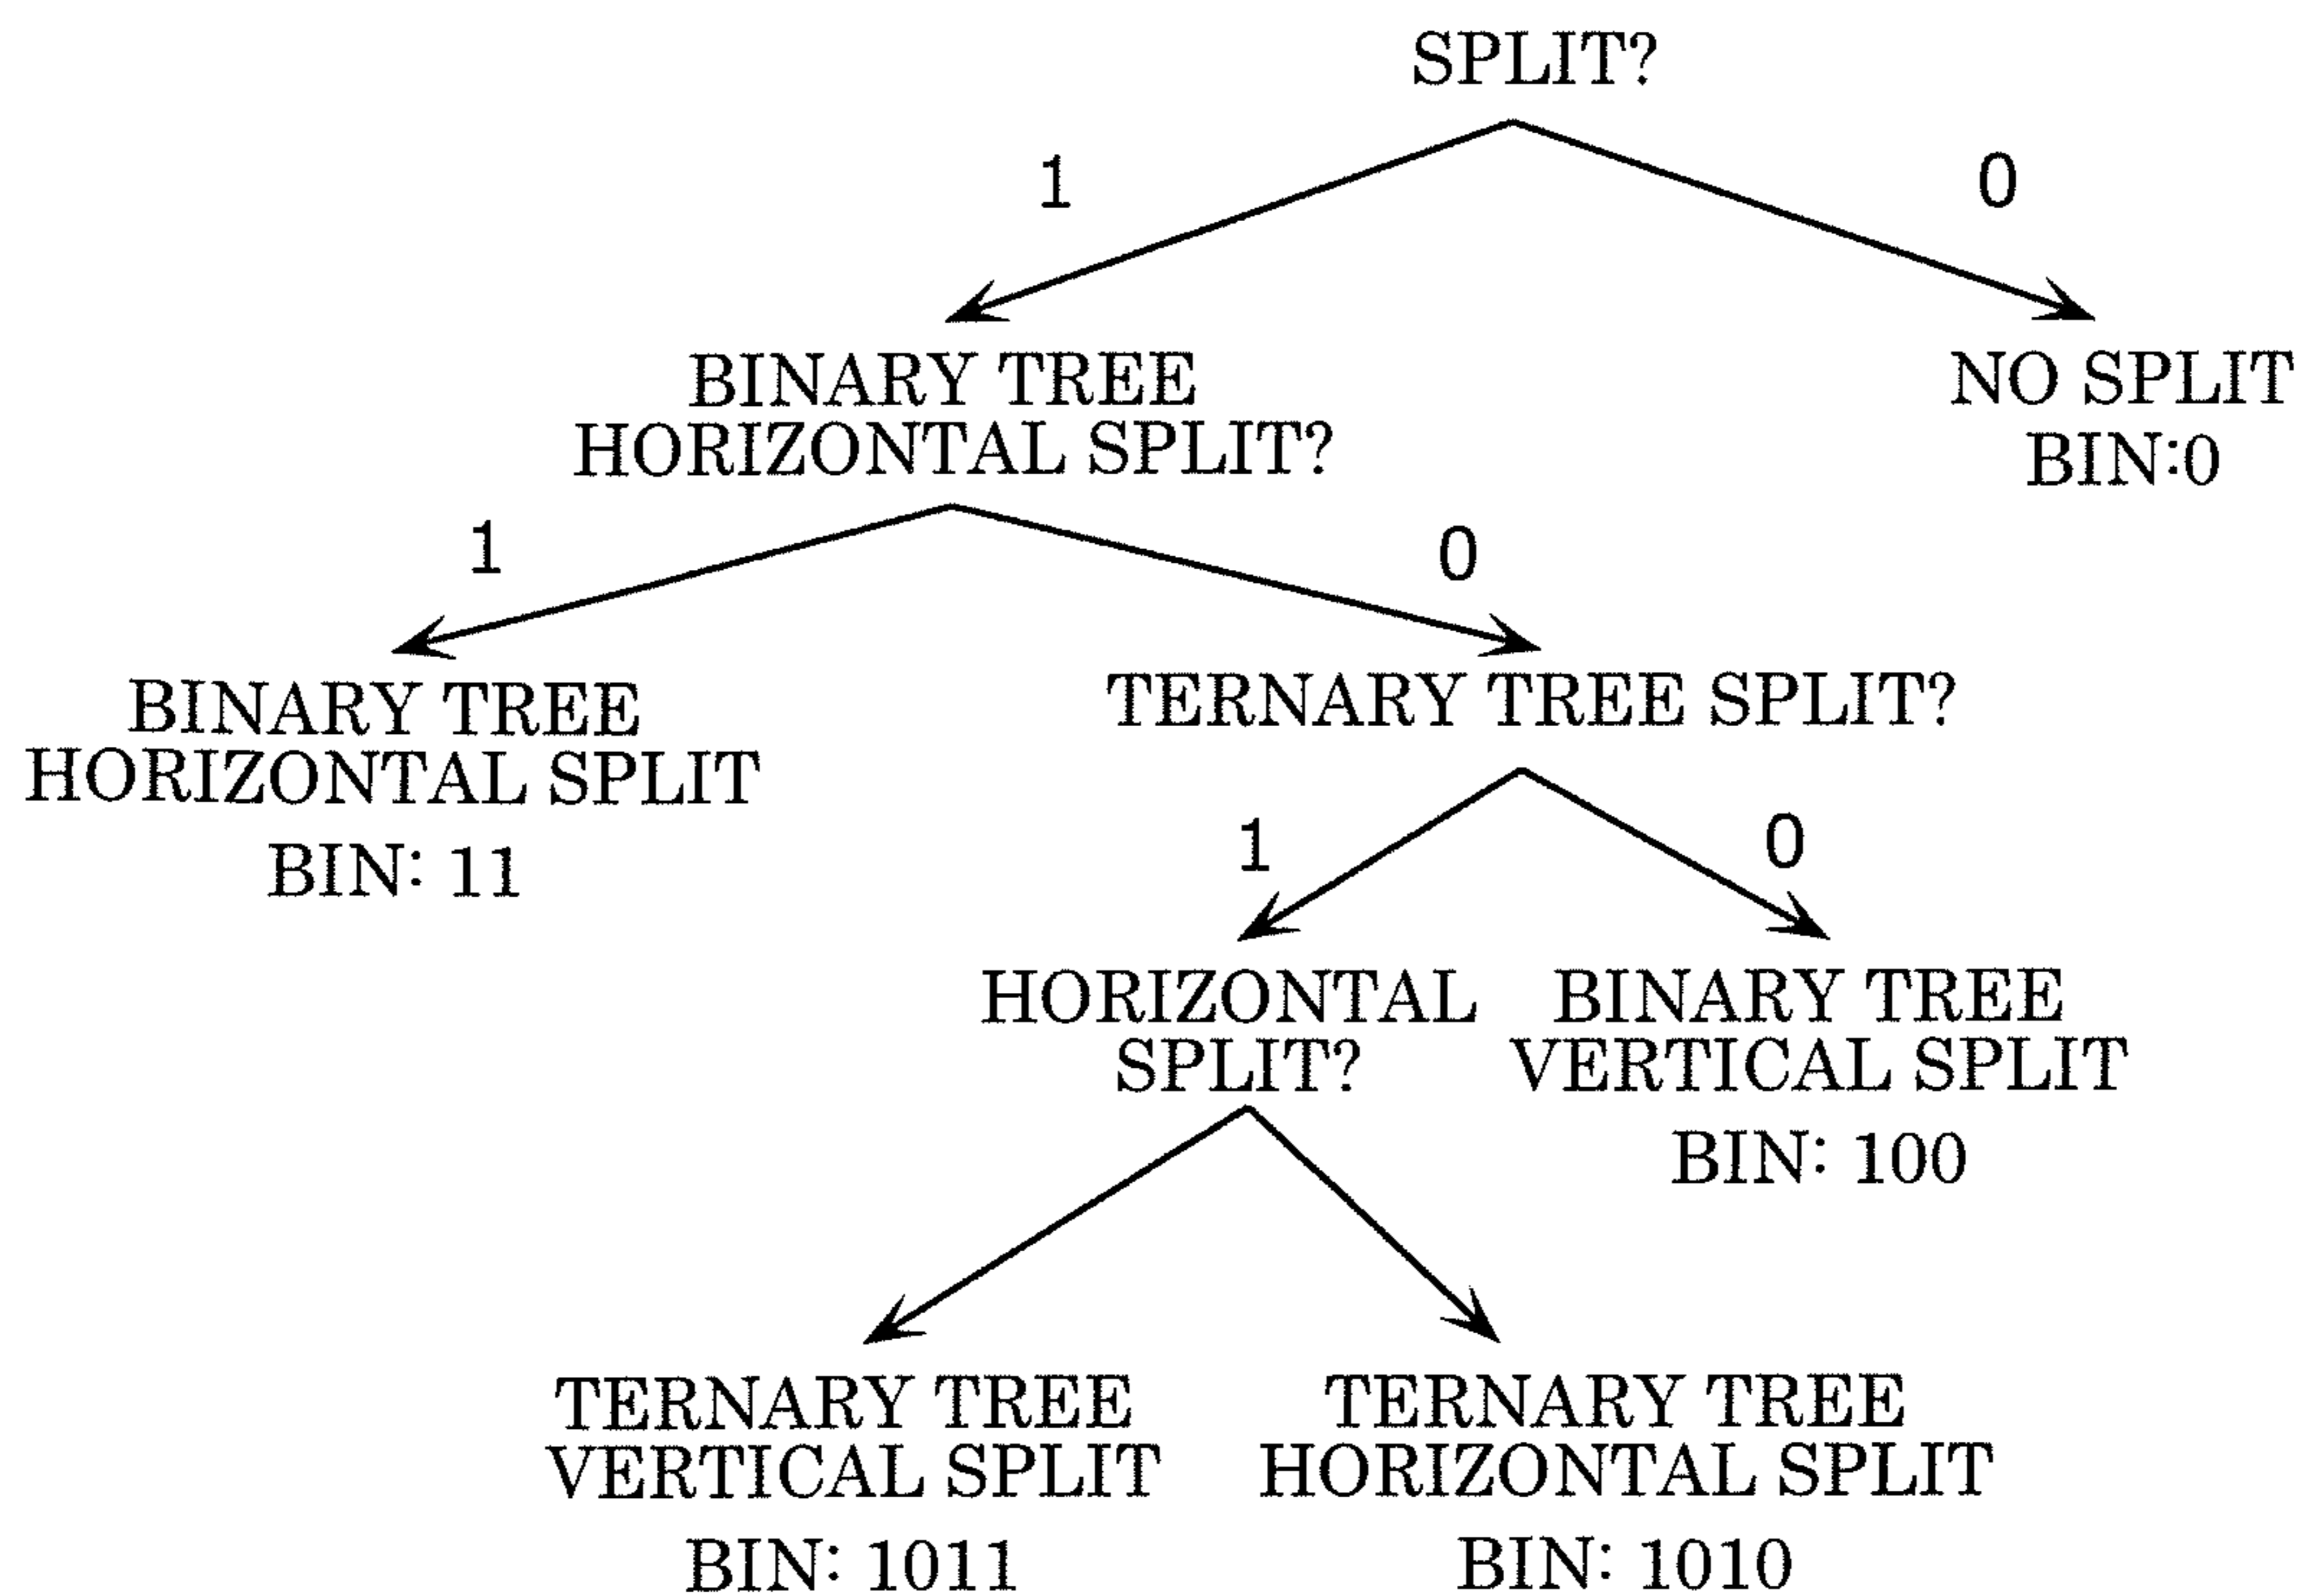 SPLIT?
1
0
BINARY TREE
HORIZONTAL SPLIT?
NO SPLIT
BIN:0
1
0
BINARY TREE
HORIZONTAL SPLIT
BIN: 11
TERNARY TREE SPLIT?
1
0
HORIZONTAL
SPLIT?
BINARY TREE
VERTICAL SPLIT
BIN: 100
TERNARY TREE
VERTICAL SPLIT
BIN: 1011
TERNARY TREE
HORIZONTAL SPLIT
BIN: 1010